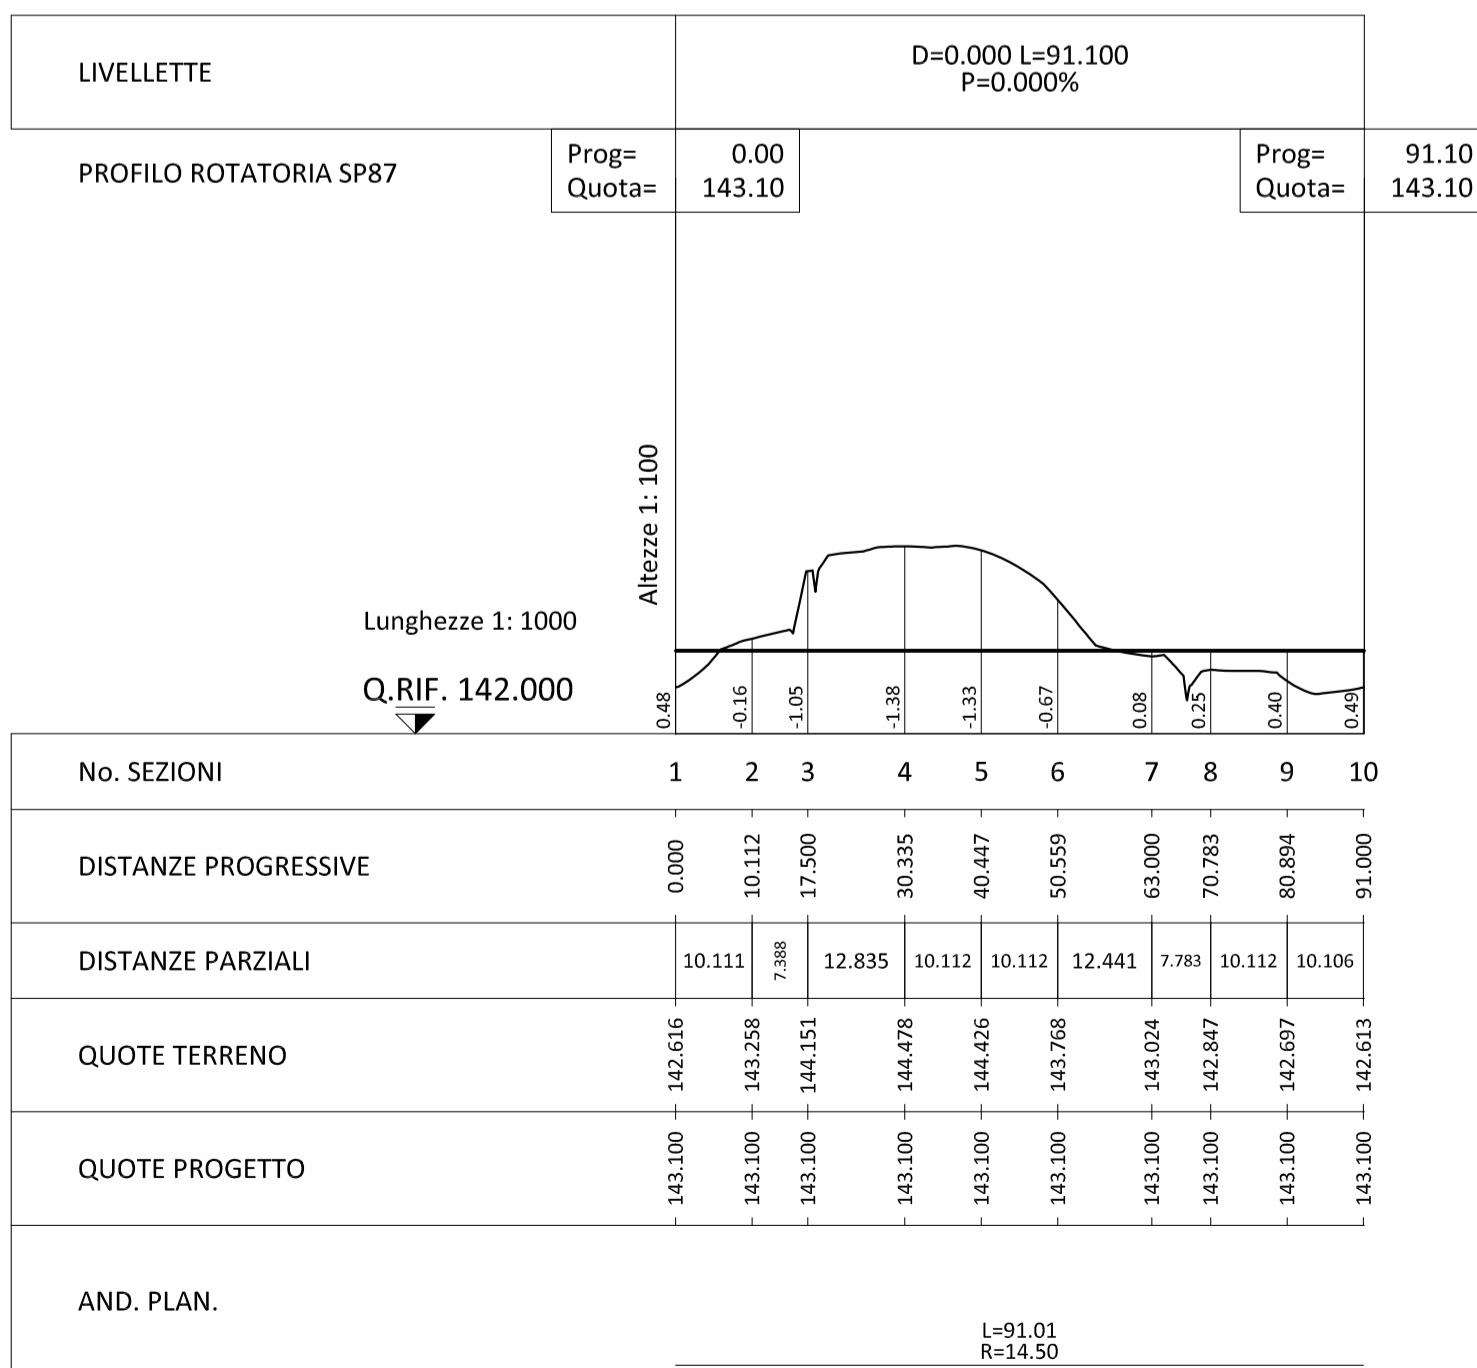 LIVELLETTE
D=0.000 L=91.100
P=0.000%
PROFILO ROTATORIA SP87
Prog= 0.00
Quota= 143.10
Prog= 91.10
Quota= 143.10
Altezze 1: 100
Lunghezze 1: 1000
Q.RIF. 142.000
0.48 -0.16 -1.05 -1.38 -1.33 -0.67 0.08 0.25 0.40 0.49
No. SEZIONI 1 2 3 4 5 6 7 8 9 10
DISTANZE PROGRESSIVE 0.000 10.112 17.500 30.335 40.447 50.559 63.000 70.783 80.894 91.000
DISTANZE PARZIALI 10.111 7.388 12.835 10.112 10.112 12.441 7.783 10.112 10.106
QUOTE TERRENO 142.616 143.258 144.151 144.478 144.426 143.768 143.024 142.847 142.697 142.613
QUOTE PROGETTO 143.100 143.100 143.100 143.100 143.100 143.100 143.100 143.100 143.100 143.100
AND. PLAN.
L=91.01
R=14.50